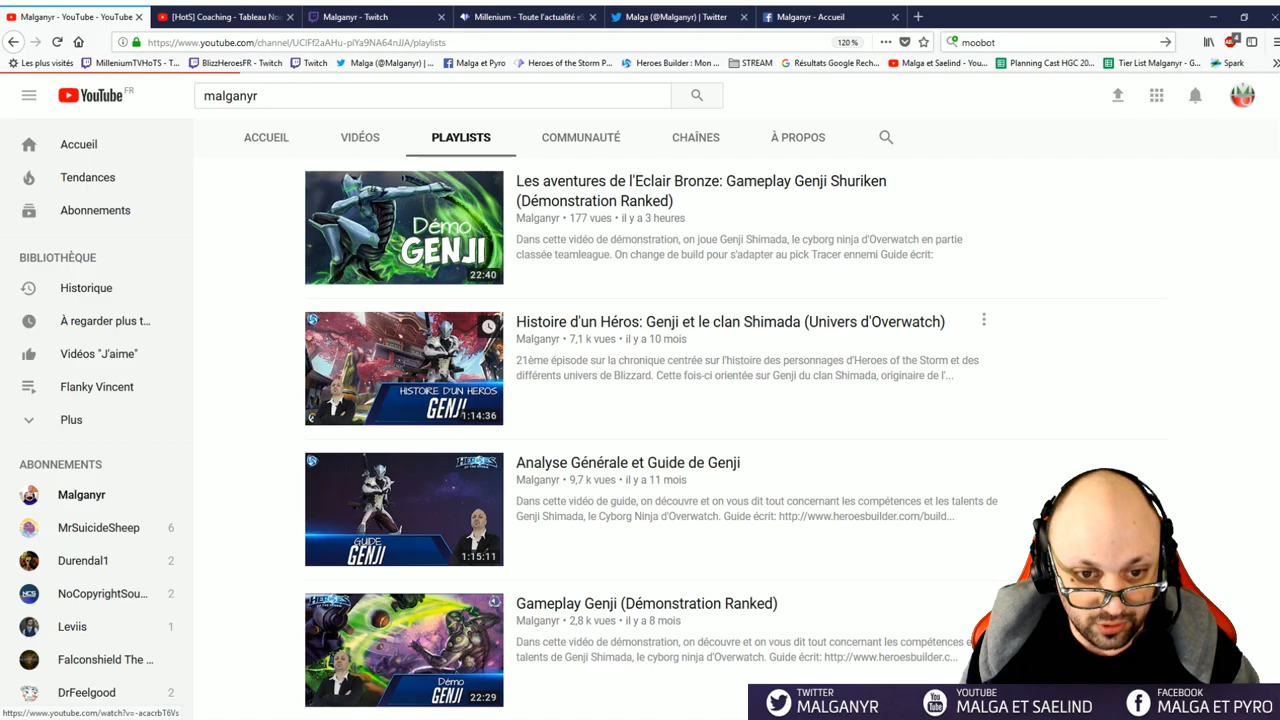 Malganyr - YouTube - YouTube
[HotS] Coaching - Tableau No
Malganyr - Twitch
Millenium - Toute l'actualité eS
Malga (@Malganyr) | Twitter
Malganyr - Accueil
https://www.youtube.com/channel/UClFf2aAHu-plYa9NA64nJJA/playlists
120 %
moobot
4
Les plus visités
MilleniumTVHoTS - T...
BlizzHeroesFR - Twitch
Twitch
Malga (@Malganyr) |...
Malga et Pyro
Heroes of the Storm P...
Heroes Builder : Mon ...
STREAM
Résultats Google Rech...
Malga et Saelind - You...
Planning Cast HGC 20...
Tier List Malganyr - G...
Spark
YouTube FR
malganyr
ACCUEIL
VIDÉOS
PLAYLISTS
COMMUNAUTÉ
CHAÎNES
À PROPOS
Accueil
Tendances
Abonnements
BIBLIOTHÈQUE
Historique
À regarder plus t...
Vidéos "J'aime"
Flanky Vincent
Plus
ABONNEMENTS
Malganyr
MrSuicideSheep 6
Durendal1 2
NoCopyrightSou... 2
Leviis 1
Falconshield The ...
DrFeelgood 2
Démo
GENJI
22:40
Les aventures de l'Eclair Bronze: Gameplay Genji Shuriken
(Démonstration Ranked)
Malganyr • 177 vues • il y a 3 heures
Dans cette vidéo de démonstration, on joue Genji Shimada, le cyborg ninja d'Overwatch en partie
classée teamleague. On change de build pour s'adapter au pick Tracer ennemi Guide écrit:
HISTOIRE D'UN HEROS
GENJI
1:14:36
Histoire d'un Héros: Genji et le clan Shimada (Univers d'Overwatch)
Malganyr • 7,1 k vues • il y a 10 mois
21ème épisode sur la chronique centrée sur l'histoire des personnages d'Heroes of the Storm et des
différents univers de Blizzard. Cette fois-ci orientée sur Genji du clan Shimada, originaire de l'...
HEROES
GUIDE
GENJI
1:15:11
Analyse Générale et Guide de Genji
Malganyr • 9,7 k vues • il y a 11 mois
Dans cette vidéo de guide, on découvre et on vous dit tout concernant les compétences et les talents de
Genji Shimada, le Cyborg Ninja d'Overwatch. Guide écrit: http://www.heroesbuilder.com/build...
HEROES
Démo
GENJI
22:29
Gameplay Genji (Démonstration Ranked)
Malganyr • 2,8 k vues • il y a 8 mois
Dans cette vidéo de démonstration, on découvre et on vous dit tout concernant les compétences e
talents de Genji Shimada, le cyborg ninja d'Overwatch. Guide écrit: http://www.heroesbuilder.c...
https://www.youtube.com/watch?v=-acacrbT6Vs
TWITTER
MALGANYR
You Tube
YOUTUBE
MALGA ET SAELIND
FACEBOOK
MALGA ET PYRO